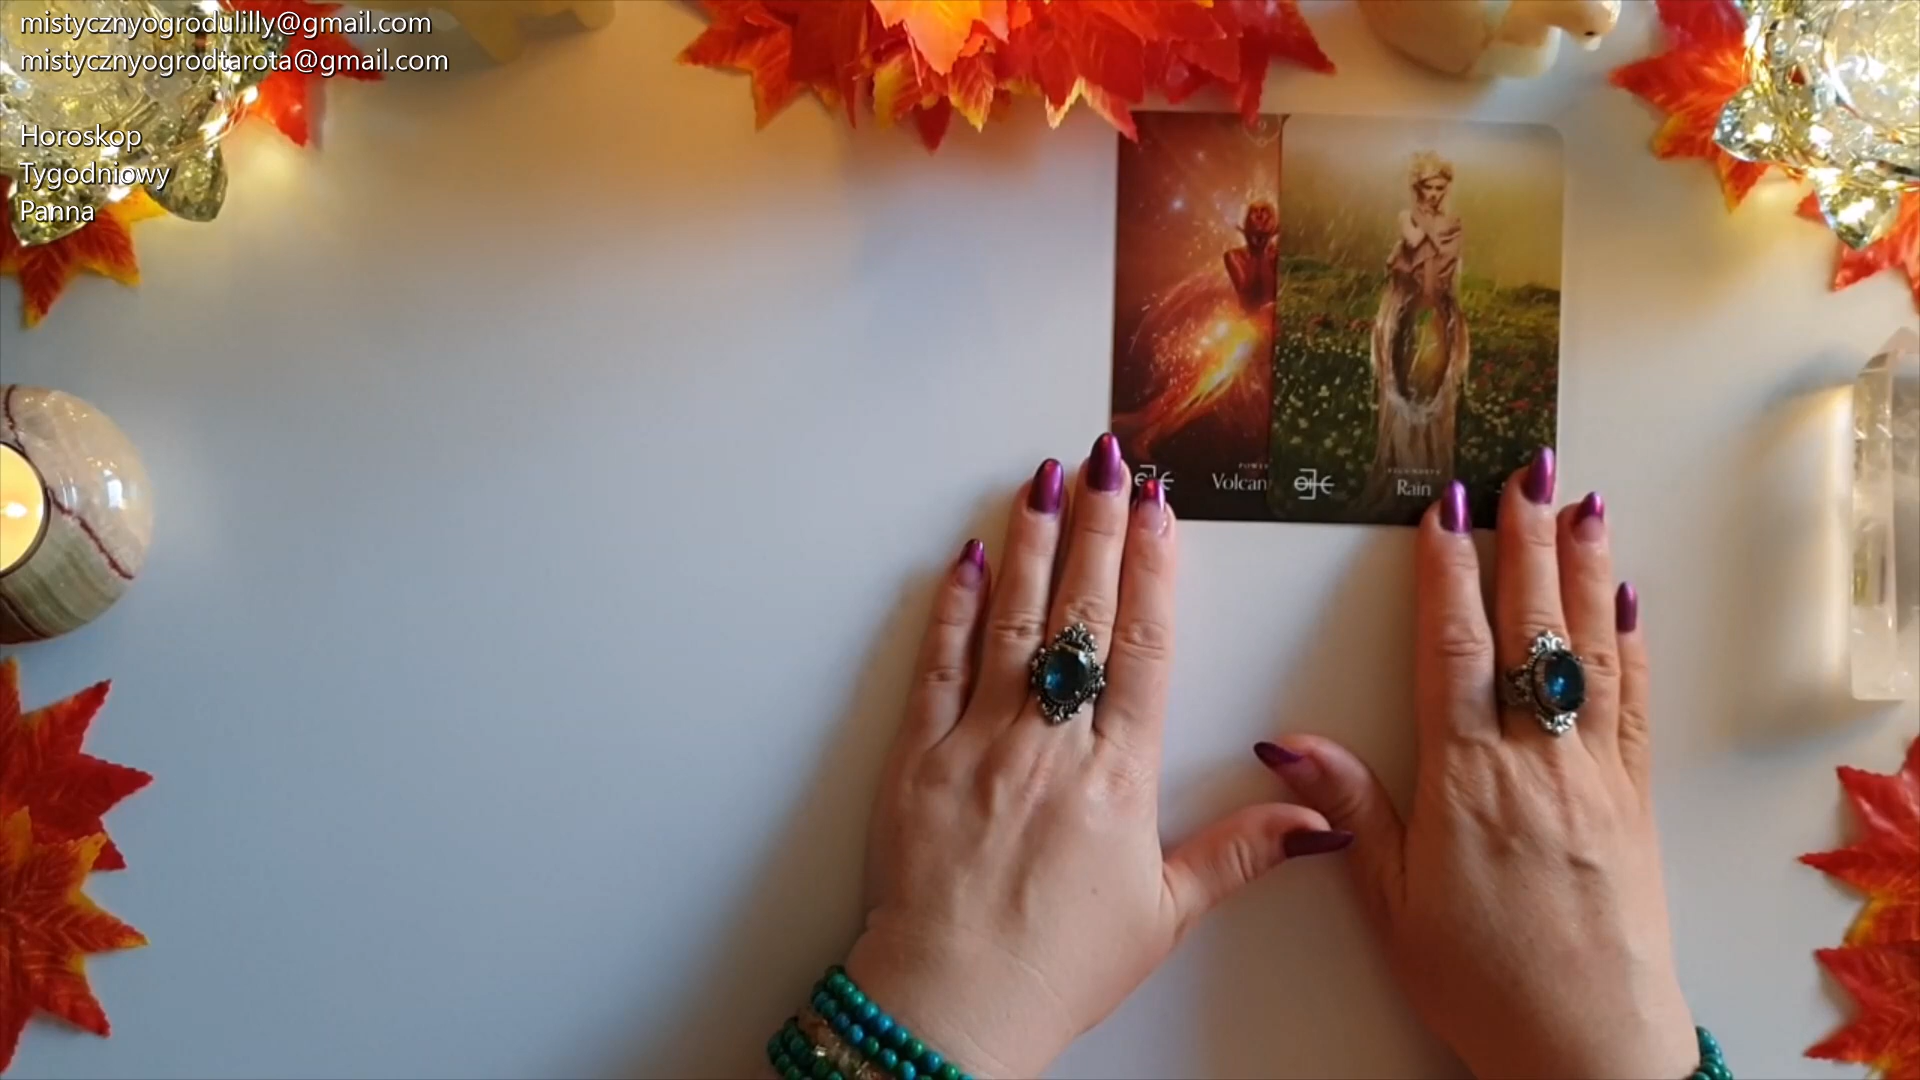 mistycznyogrodulilly@gmail.com
mistycznyogrodtarota@gmail.com
Horoskop
Tygodniowy
Panna
Volcan
Rain